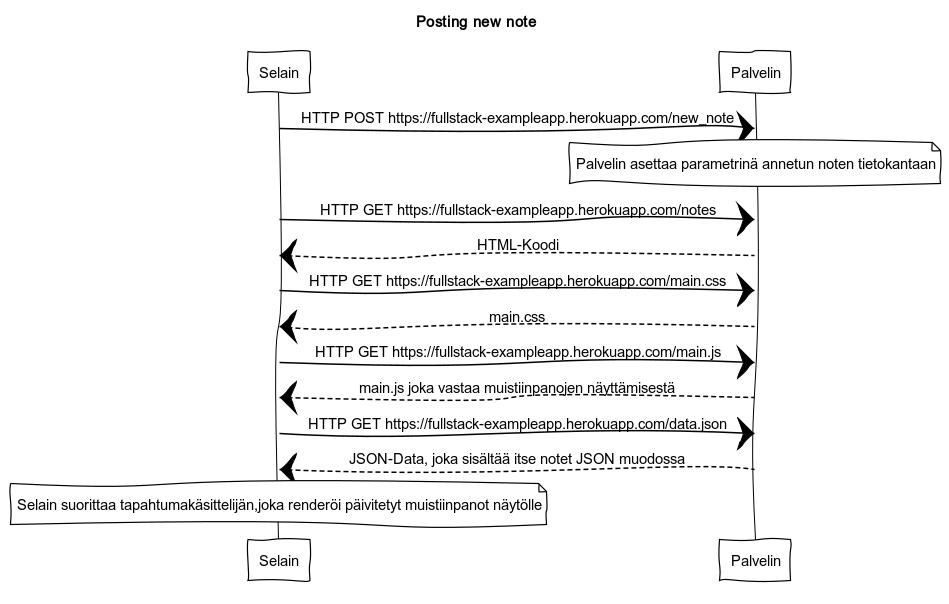 Posting new note
Selain
Palvelin
HTTP POST https://fullstack-exampleapp.herokuapp.com/new_note
Palvelin asettaa parametrinä annetun noten tietokantaan
HTTP GET https://fullstack-exampleapp.herokuapp.com/notes
HTML-Koodi
HTTP GET https://fullstack-exampleapp.herokuapp.com/main.css
main.css
HTTP GET https://fullstack-exampleapp.herokuapp.com/main.js
main.js joka vastaa muistiinpanojen näyttämisestä
HTTP GET https://fullstack-exampleapp.herokuapp.com/data.json
JSON-Data, joka sisältää itse notet JSON muodossa
Selain suorittaa tapahtumakäsittelijän,joka renderöi päivitetyt muistiinpanot näytölle
Selain
Palvelin